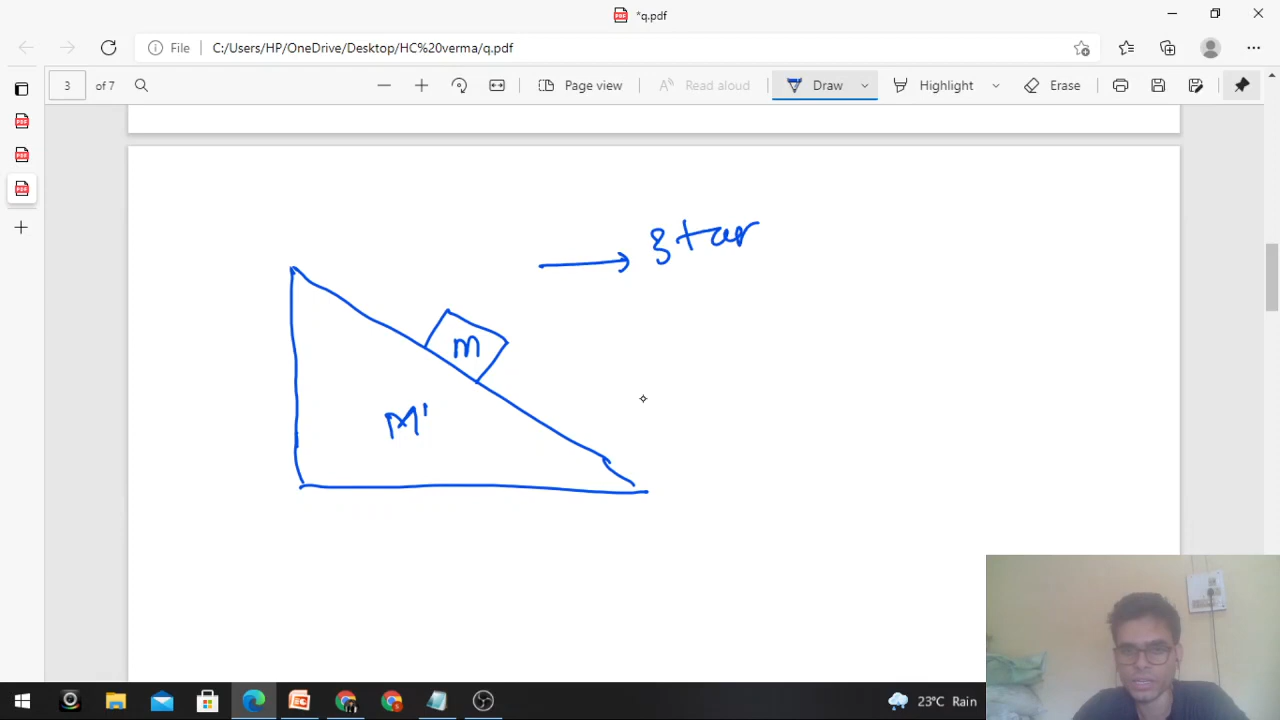 *q.pdf
File C:/Users/HP/OneDrive/Desktop/HC%20verma/q.pdf
3 of 7 Page view Read aloud Draw Highlight Erase
star
m
M'
23°C Rain